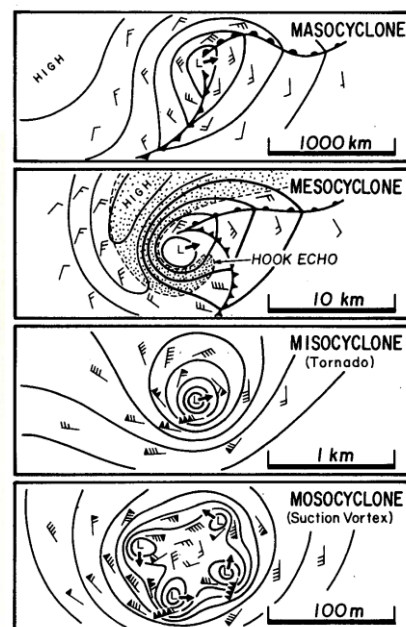 MASOCYCLONE
HIGH
L
1000 km
MESOCYCLONE
HIGH
L
HOOK ECHO
10 km
MISOCYCLONE
(Tornado)
L
1 km
MOSOCYCLONE
(Suction Vortex)
L
L
L
L
100 m